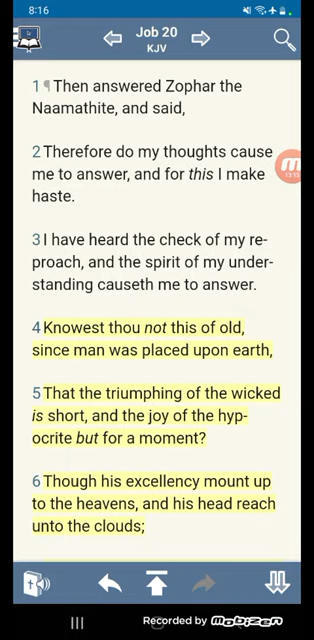 8:16
Job 20
KJV
1 ¶ Then answered Zophar the
Naamathite, and said,
2 Therefore do my thoughts cause
me to answer, and for this I make
haste.
3 I have heard the check of my re-
proach, and the spirit of my under-
standing causeth me to answer.
4 Knowest thou not this of old,
since man was placed upon earth,
5 That the triumphing of the wicked
is short, and the joy of the hyp-
ocrite but for a moment?
6 Though his excellency mount up
to the heavens, and his head reach
unto the clouds;
Recorded by mobizen